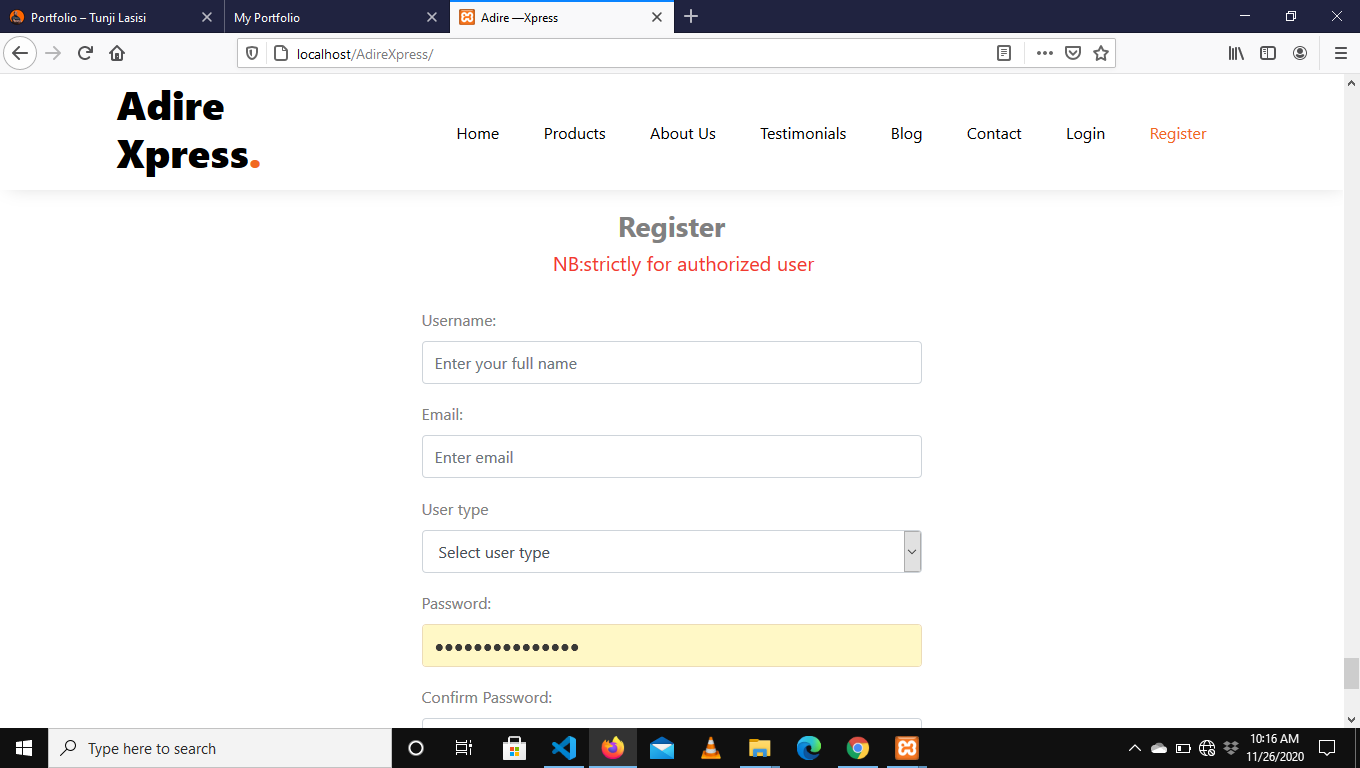 Portfolio – Tunji Lasisi
My Portfolio
Adire —Xpress
localhost/AdireXpress/
Adire
Xpress.
Home
Products
About Us
Testimonials
Blog
Contact
Login
Register
Register
NB:strictly for authorized user
Username:
Enter your full name
Email:
Enter email
User type
Select user type
Password:
●●●●●●●●●●●●●●●
Confirm Password:
Type here to search
10:16 AM
11/26/2020